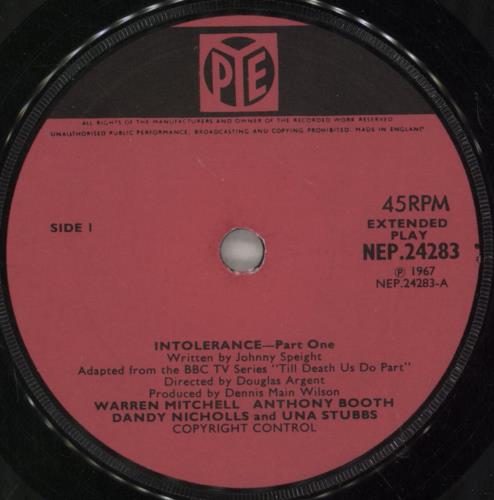 PYE
ALL RIGHTS OF THE MANUFACTURERS AND OWNER OF THE RECORDED WORK RESERVED
UNAUTHORISED PUBLIC PERFORMANCE, BROADCASTING AND COPYING PROHIBITED. MADE IN ENGLAND
SIDE 1
45RPM
EXTENDED
PLAY
NEP.24283
Ⓟ 1967
NEP.24283-A
INTOLERANCE—Part One
Written by Johnny Speight
Adapted from the BBC TV Series "Till Death Us Do Part"
Directed by Douglas Argent
Produced by Dennis Main Wilson
WARREN MITCHELL ANTHONY BOOTH
DANDY NICHOLLS and UNA STUBBS
COPYRIGHT CONTROL